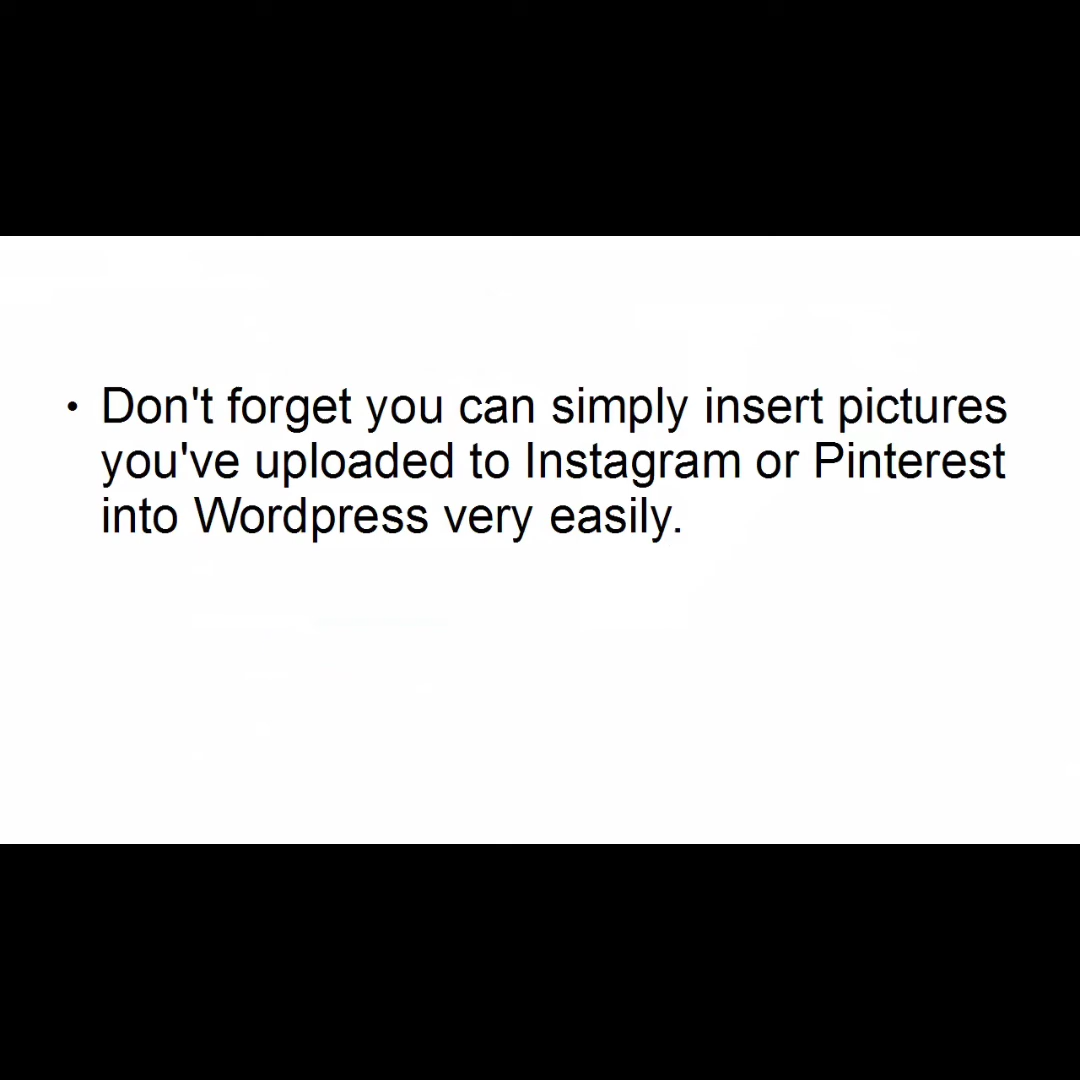 • Don't forget you can simply insert pictures
you've uploaded to Instagram or Pinterest
into Wordpress very easily.